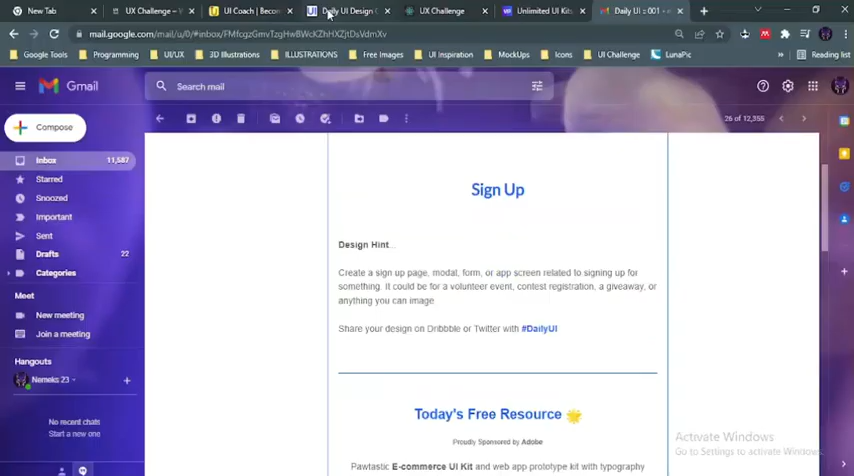 New Tab
UX Challenge – V
UI Coach | Becom
Daily UI Design C
UX Challenge
Unlimited UI Kits
Daily UI :: 001 -
mail.google.com/mail/u/0/#inbox/FMfcgzGmvTzgHwBWcKZhHXZjtDsVdmXv
Google Tools
Programming
UI/UX
3D Illustrations
ILLUSTRATIONS
Free Images
UI Inspiration
MockUps
Icons
UI Challenge
LunaPic
»
Reading list
Gmail
Search mail
Compose
26 of 12,355
Inbox 11,587
Starred
Snoozed
Important
Sent
Drafts 22
Categories
Meet
New meeting
Join a meeting
Hangouts
Nemeks 23
No recent chats
Start a new one
Sign Up
Design Hint...
Create a sign up page, modal, form, or app screen related to signing up for
something. It could be for a volunteer event, contest registration, a giveaway, or
anything you can image
Share your design on Dribbble or Twitter with #DailyUI
Today's Free Resource
Proudly Sponsored by Adobe
Pawtastic E-commerce UI Kit and web app prototype kit with typography
Activate Windows
Go to Settings to activate Windows.